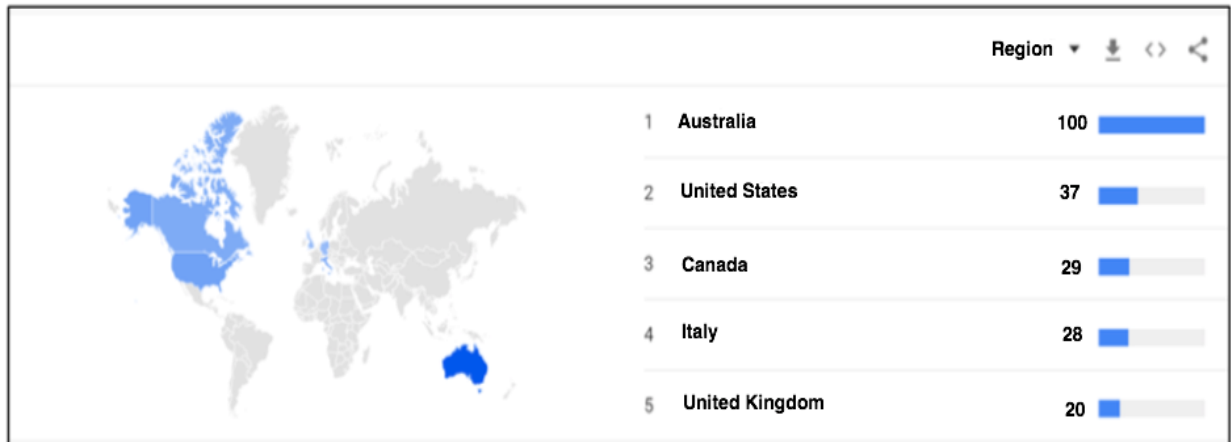 Region
1 Australia 100
2 United States 37
3 Canada 29
4 Italy 28
5 United Kingdom 20